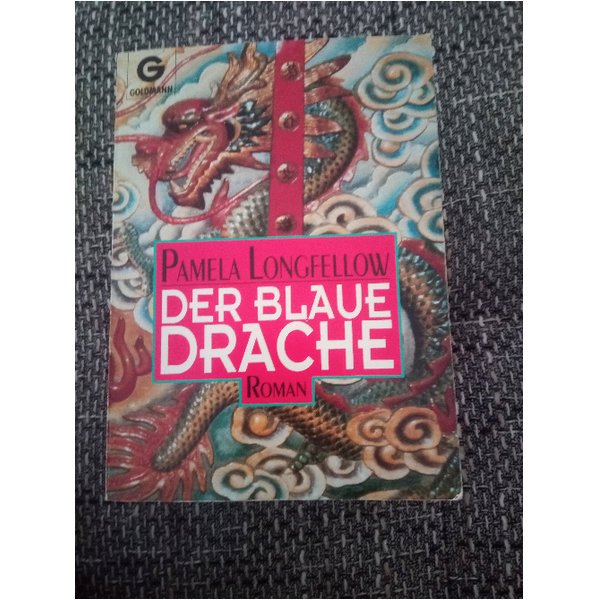 G
GOLDMANN
PAMELA LONGFELLOW
DER BLAUE
DRACHE
ROMAN